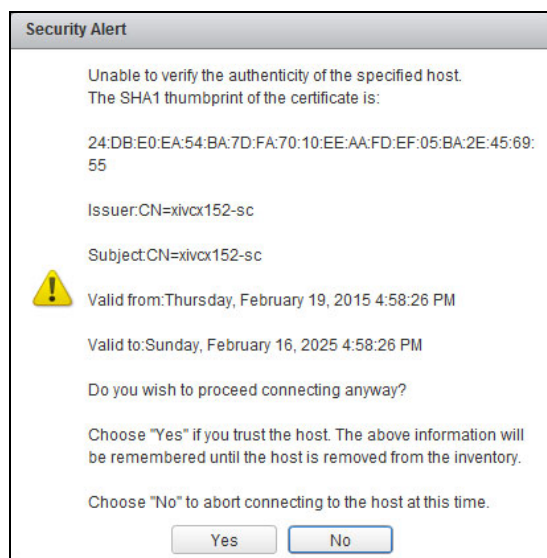 Security Alert
Unable to verify the authenticity of the specified host.
The SHA1 thumbprint of the certificate is:
24:DB:E0:EA:54:BA:7D:FA:70:10:EE:AA:FD:EF:05:BA:2E:45:69:
55
Issuer:CN=xivcx152-sc
Subject:CN=xivcx152-sc
Valid from:Thursday, February 19, 2015 4:58:26 PM
Valid to:Sunday, February 16, 2025 4:58:26 PM
Do you wish to proceed connecting anyway?
Choose "Yes" if you trust the host. The above information will
be remembered until the host is removed from the inventory.
Choose "No" to abort connecting to the host at this time.
Yes
No